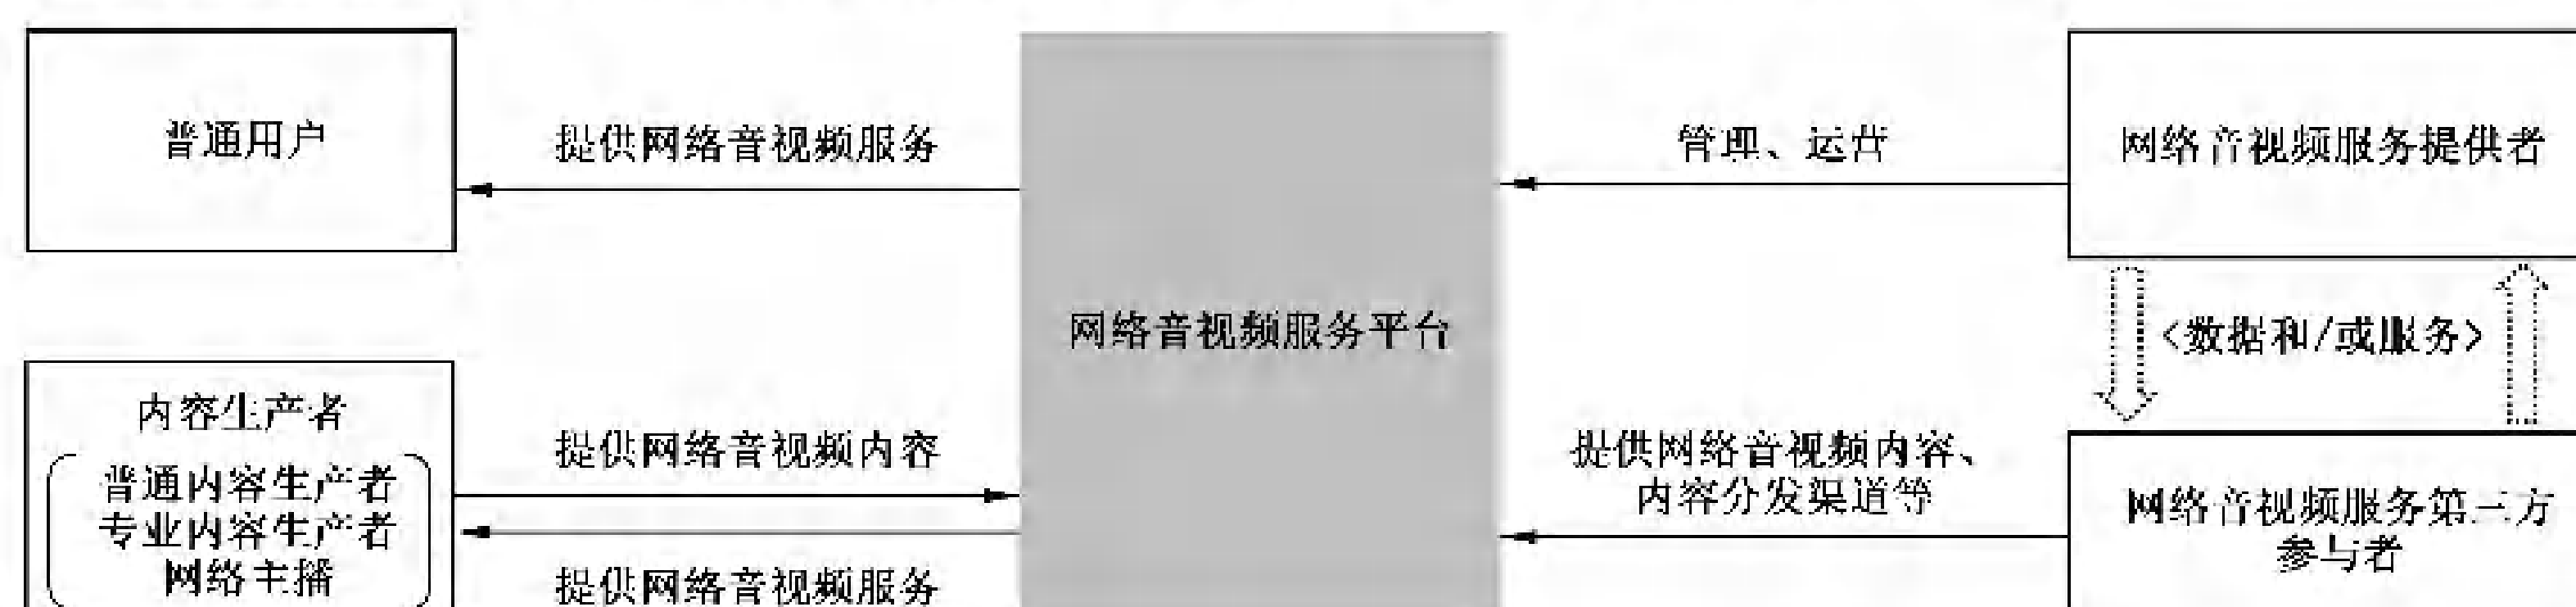 普通用户
提供网络音视频服务
管理、运营
网络音视频服务提供者
网络音视频服务平台
<数据和/或服务>
内容生产者
普通内容生产者
专业内容生产者
网络主播
提供网络音视频内容
提供网络音视频服务
提供网络音视频内容、
内容分发渠道等
网络音视频服务第三方
参与者